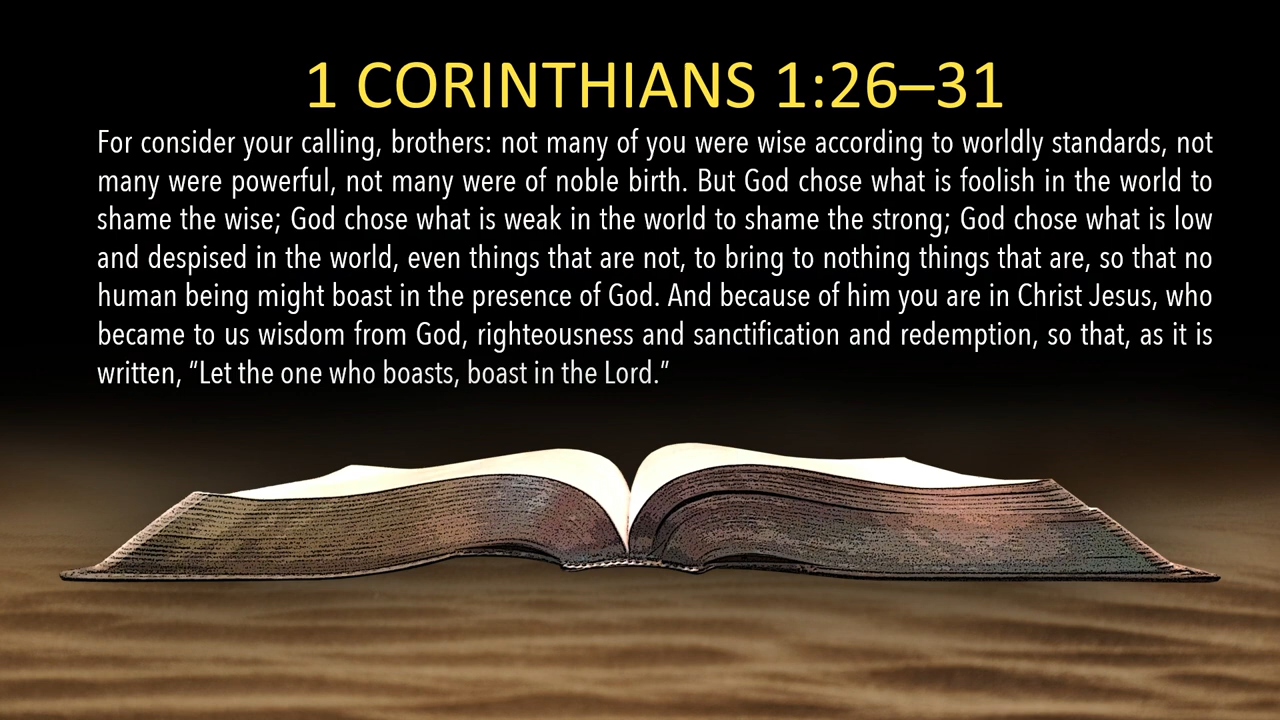 1 CORINTHIANS 1:26–31
For consider your calling, brothers: not many of you were wise according to worldly standards, not
many were powerful, not many were of noble birth. But God chose what is foolish in the world to
shame the wise; God chose what is weak in the world to shame the strong; God chose what is low
and despised in the world, even things that are not, to bring to nothing things that are, so that no
human being might boast in the presence of God. And because of him you are in Christ Jesus, who
became to us wisdom from God, righteousness and sanctification and redemption, so that, as it is
written, “Let the one who boasts, boast in the Lord.”